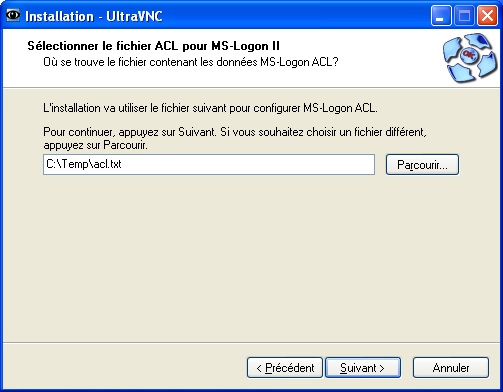 Installation - UltraVNC
Sélectionner le fichier ACL pour MS-Logon II
Où se trouve le fichier contenant les données MS-Logon ACL?
L'installation va utiliser le fichier suivant pour configurer MS-Logon ACL.
Pour continuer, appuyez sur Suivant. Si vous souhaitez choisir un fichier différent,
appuyez sur Parcourir.
C:\Temp\acl.txt
Parcourir...
< Précédent
Suivant >
Annuler